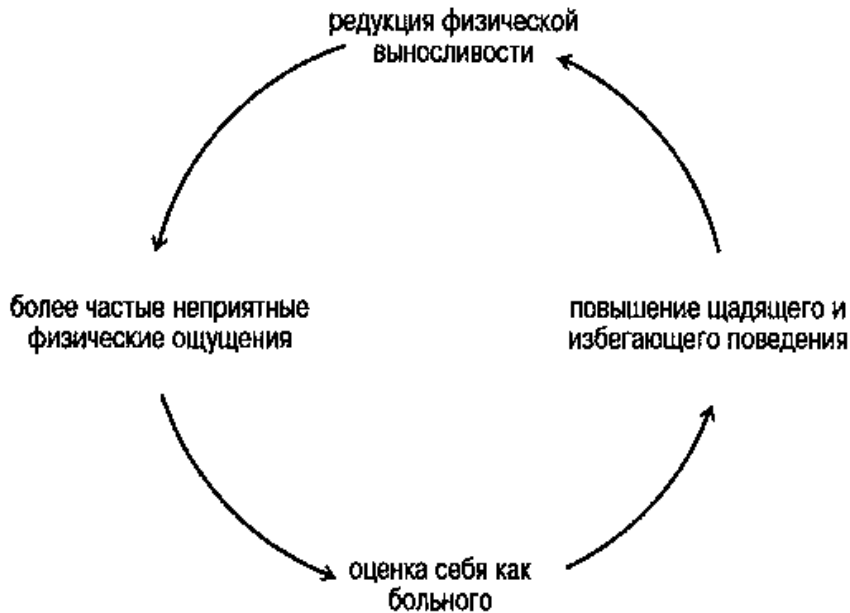 редукция физической
выносливости
более частые неприятные
физические ощущения
повышение щадящего и
избегающего поведения
оценка себя как
больного